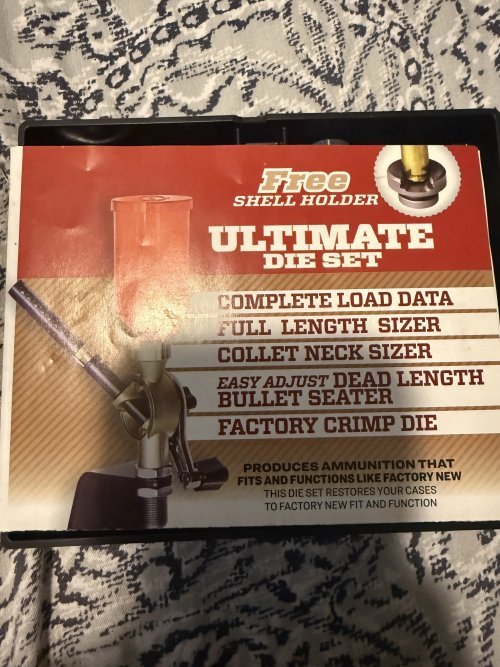 Free
SHELL HOLDER
ULTIMATE
DIE SET
COMPLETE LOAD DATA
FULL LENGTH SIZER
COLLET NECK SIZER
EASY ADJUST DEAD LENGTH
BULLET SEATER
FACTORY CRIMP DIE
PRODUCES AMMUNITION THAT
FITS AND FUNCTIONS LIKE FACTORY NEW
THIS DIE SET RESTORES YOUR CASES
TO FACTORY NEW FIT AND FUNCTION